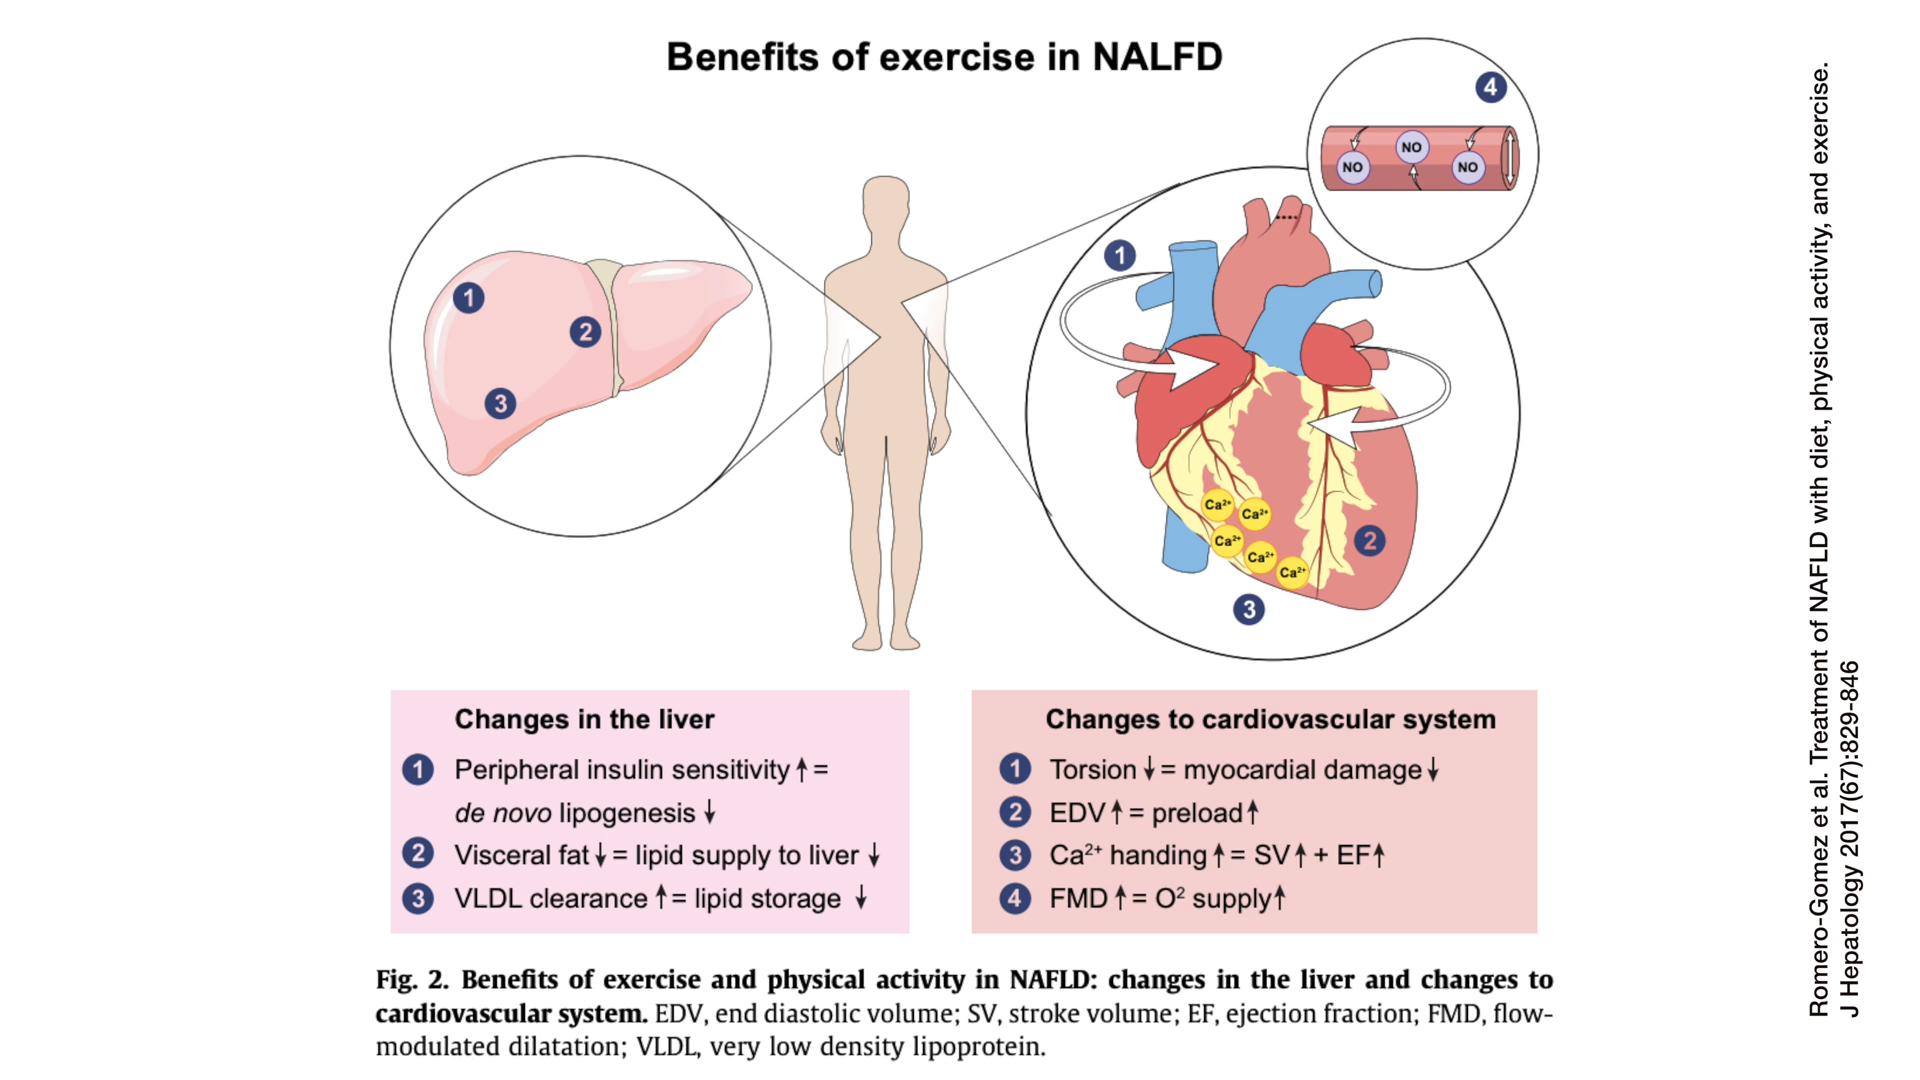 Benefits of exercise in NALFD
4
NO
NO
NO
1
1
2
3
Ca²⁺
Ca²⁺
Ca²⁺
Ca²⁺
Ca²⁺
2
3
Changes in the liver
1 Peripheral insulin sensitivity ↑ =
de novo lipogenesis ↓
2 Visceral fat ↓ = lipid supply to liver ↓
3 VLDL clearance ↑ = lipid storage ↓
Changes to cardiovascular system
1 Torsion ↓ = myocardial damage ↓
2 EDV ↑ = preload ↑
3 Ca²⁺ handing ↑ = SV ↑ + EF ↑
4 FMD ↑ = O² supply ↑
Fig. 2. Benefits of exercise and physical activity in NAFLD: changes in the liver and changes to
cardiovascular system. EDV, end diastolic volume; SV, stroke volume; EF, ejection fraction; FMD, flow-
modulated dilatation; VLDL, very low density lipoprotein.
Romero-Gomez et al. Treatment of NAFLD with diet, physical activity, and exercise.
J Hepatology 2017(67):829-846